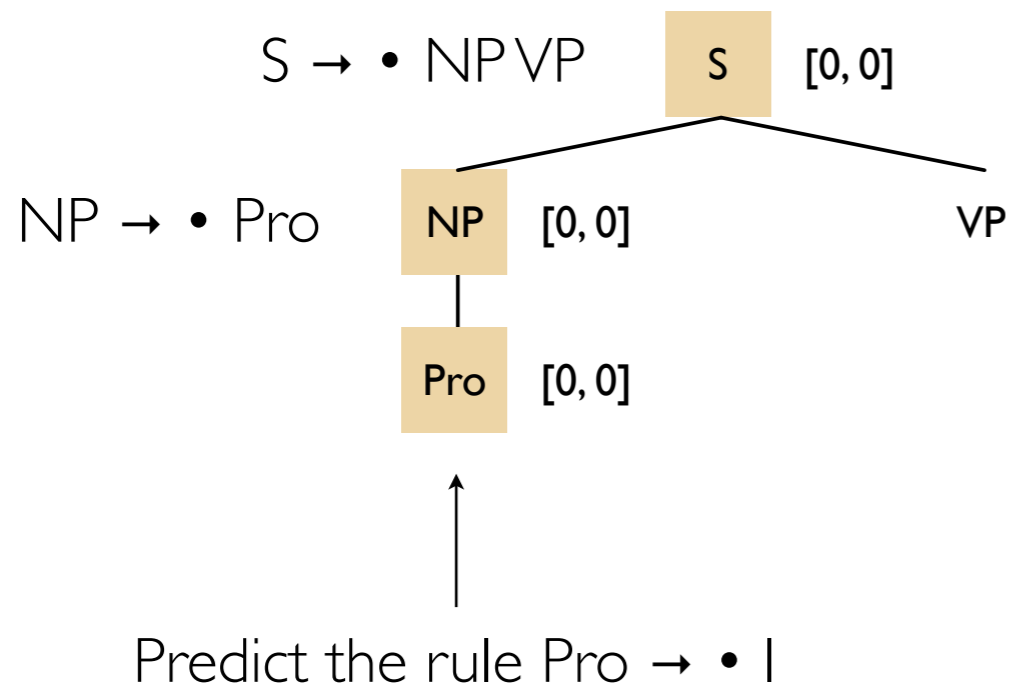 S → • NP VP S [0, 0]
NP → • Pro NP [0, 0] VP
Pro [0, 0]
Predict the rule Pro → • I